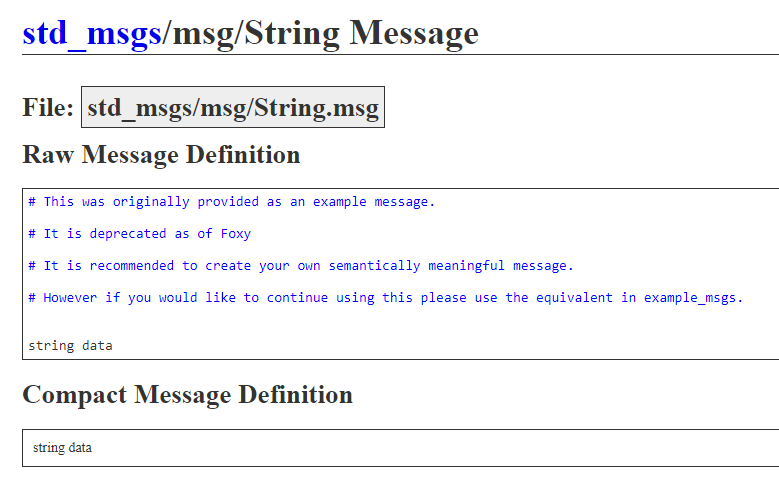 std_msgs/msg/String Message
File: std_msgs/msg/String.msg
Raw Message Definition
# This was originally provided as an example message.
# It is deprecated as of Foxy
# It is recommended to create your own semantically meaningful message.
# However if you would like to continue using this please use the equivalent in example_msgs.
string data
Compact Message Definition
string data